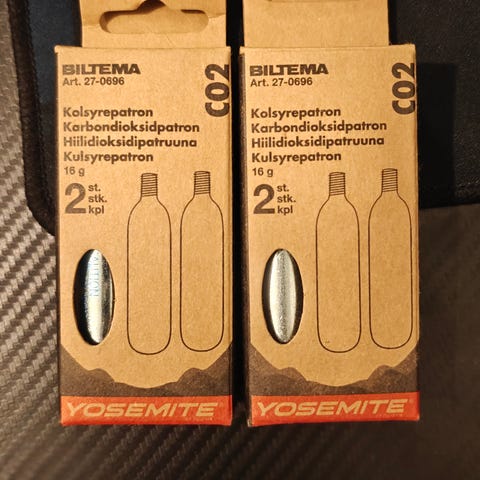 BILTEMA
Art. 27-0696
CO2
Kolsyrepatron
Karbondioksidpatron
Hiilidioksidipatruuna
Kulsyrepatron
16 g
2 st.
stk.
kpl
YOSEMITE
BILTEMA
Art. 27-0696
CO2
Kolsyrepatron
Karbondioksidpatron
Hiilidioksidipatruuna
Kulsyrepatron
16 g
2 st.
stk.
kpl
YOSEMITE